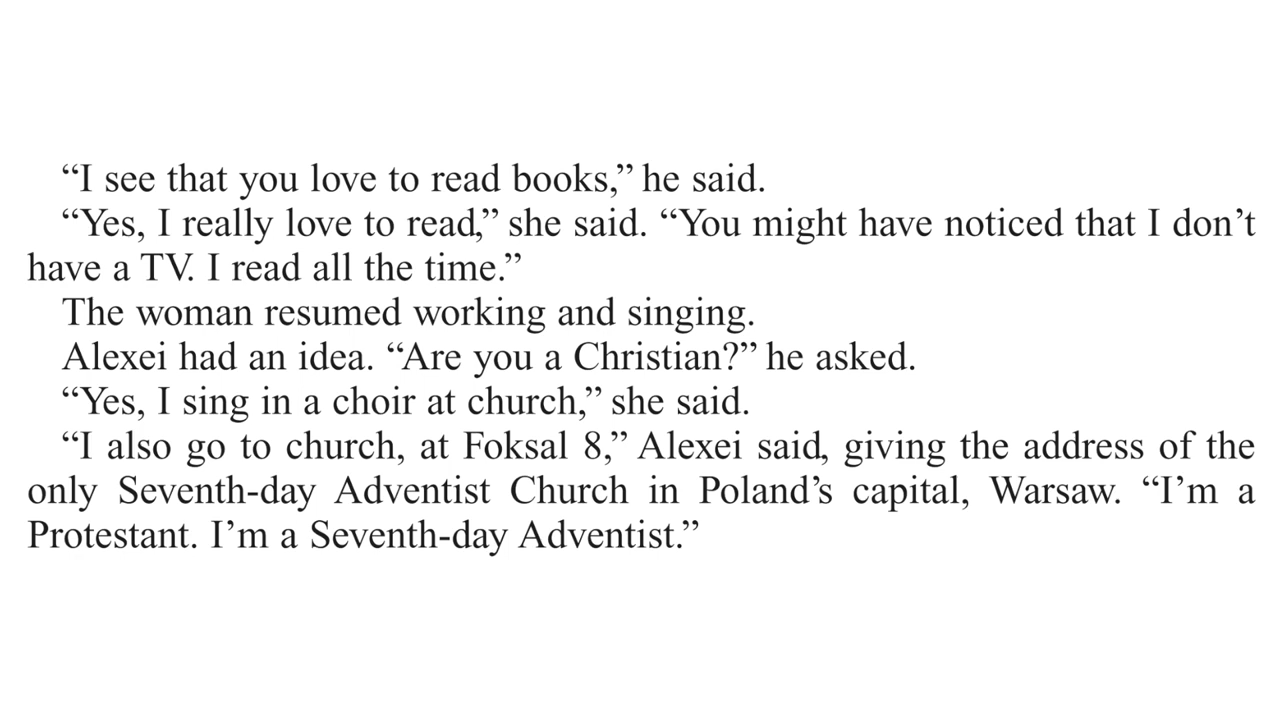 “I see that you love to read books,” he said.
“Yes, I really love to read,” she said. “You might have noticed that I don’t
have a TV. I read all the time.”
The woman resumed working and singing.
Alexei had an idea. “Are you a Christian?” he asked.
“Yes, I sing in a choir at church,” she said.
“I also go to church, at Foksal 8,” Alexei said, giving the address of the
only Seventh-day Adventist Church in Poland’s capital, Warsaw. “I’m a
Protestant. I’m a Seventh-day Adventist.”